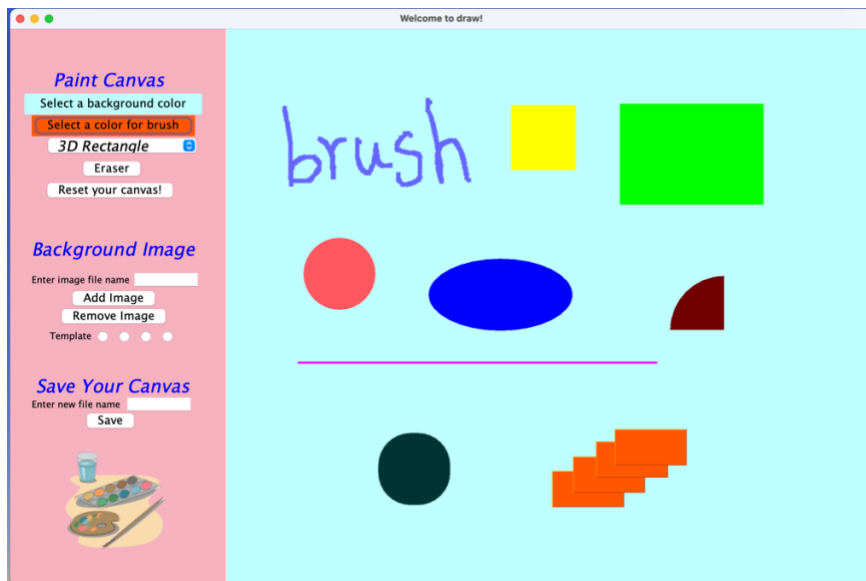 Welcome to draw!
Paint Canvas
Select a background color
Select a color for brush
3D Rectangle
Eraser
Reset your canvas!
Background Image
Enter image file name
Add Image
Remove Image
Template
Save Your Canvas
Enter new file name
Save
brush